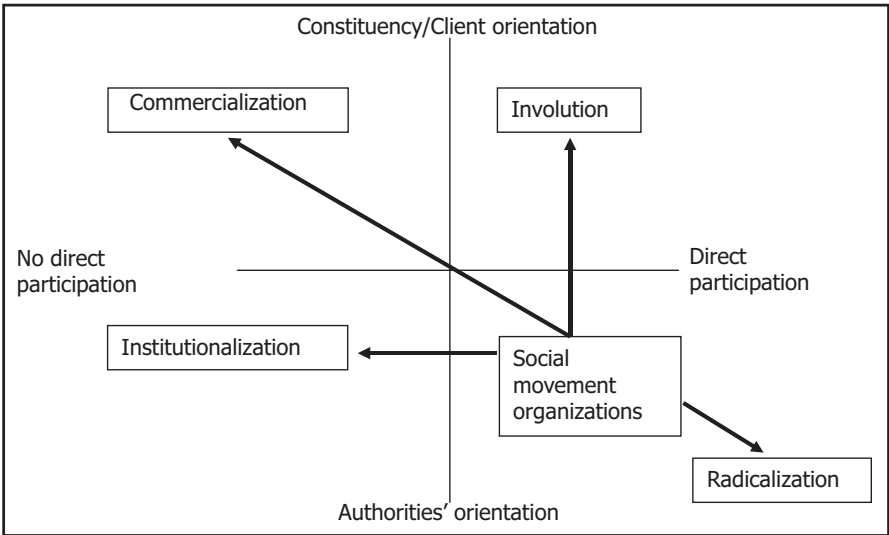 Constituency/Client orientation
Commercialization
Involution
No direct
participation
Direct
participation
Institutionalization
Social
movement
organizations
Radicalization
Authorities' orientation